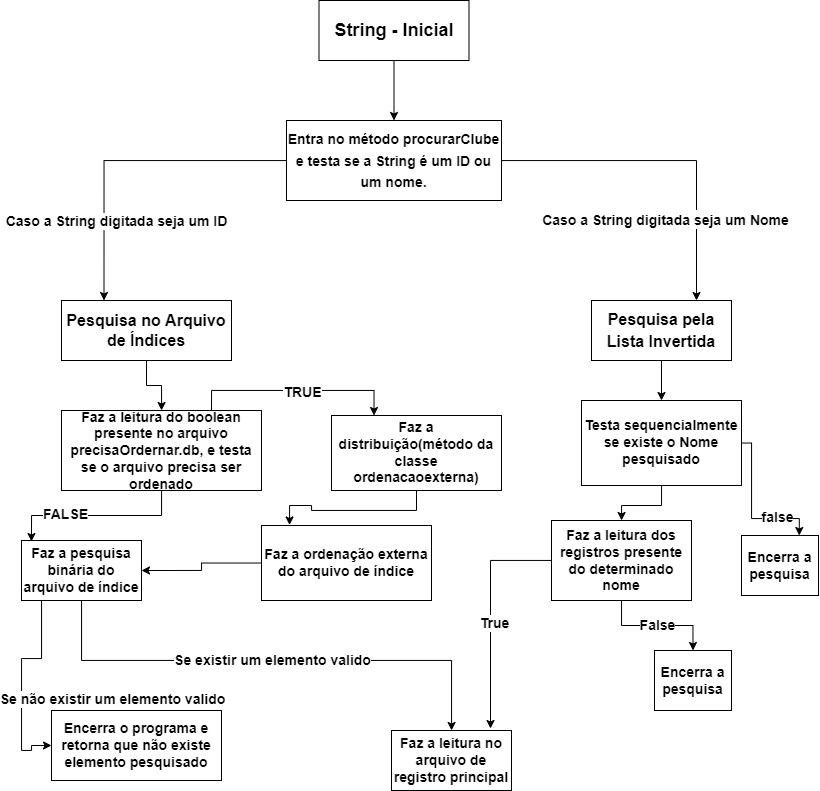 String - Inicial
Entra no método procurarClube
e testa se a String é um ID ou
um nome.
Caso a String digitada seja um ID
Caso a String digitada seja um Nome
Pesquisa no Arquivo
de Índices
Pesquisa pela
Lista Invertida
TRUE
Faz a leitura do boolean
presente no arquivo
precisaOrdernar.db, e testa
se o arquivo precisa ser
ordenado
Faz a
distribuição(método da
classe
ordenacaoexterna)
Testa sequencialmente
se existe o Nome
pesquisado
FALSE
false
Faz a pesquisa
binária do
arquivo de índice
Faz a ordenação externa
do arquivo de índice
Faz a leitura dos
registros presente
do determinado
nome
Encerra a
pesquisa
True
False
Se existir um elemento valido
Encerra a
pesquisa
Se não existir um elemento valido
Encerra o programa e
retorna que não existe
elemento pesquisado
Faz a leitura no
arquivo de
registro principal